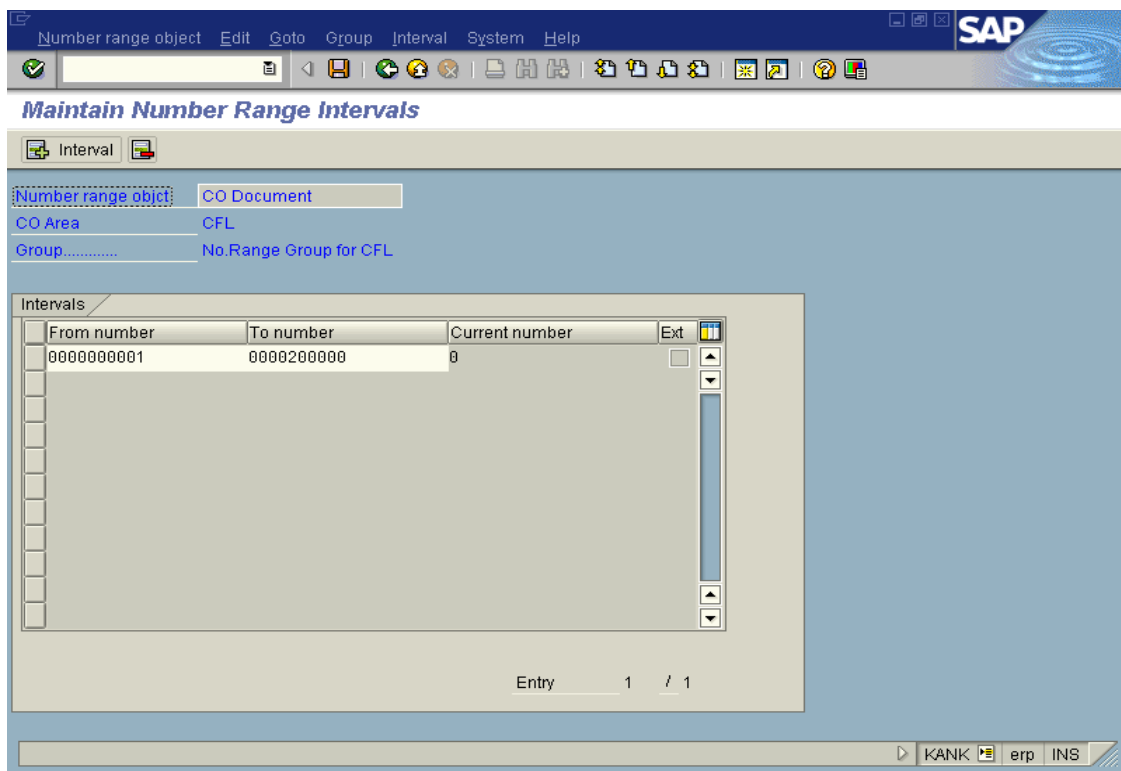 Number range object Edit Goto Group Interval System Help
SAP
Maintain Number Range Intervals
Interval
Number range objct CO Document
CO Area CFL
Group............. No.Range Group for CFL
Intervals
From number To number Current number Ext
0000000001 0000200000 0
Entry 1 / 1
KANK erp INS